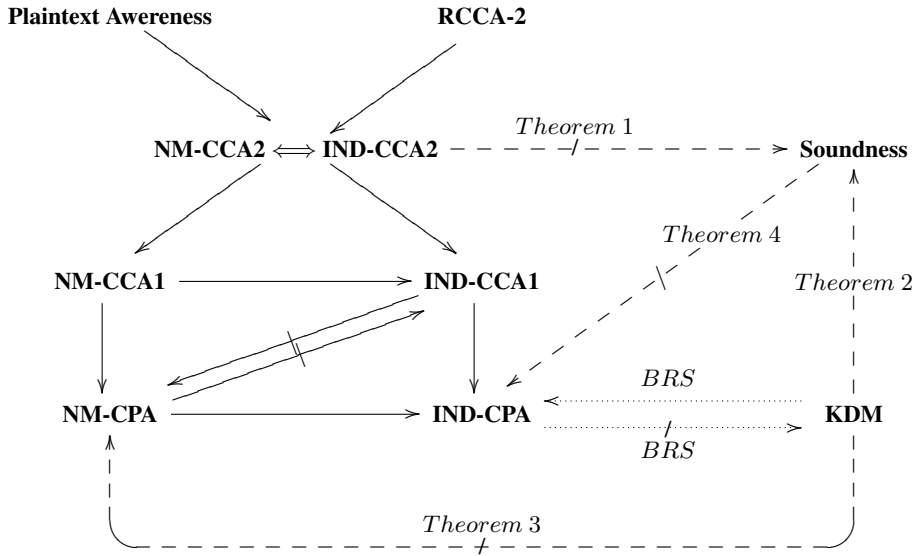 Plaintext Awereness
RCCA-2
NM-CCA2
IND-CCA2
Theorem 1
Soundness
Theorem 4
NM-CCA1
IND-CCA1
Theorem 2
BRS
NM-CPA
IND-CPA
KDM
BRS
Theorem 3